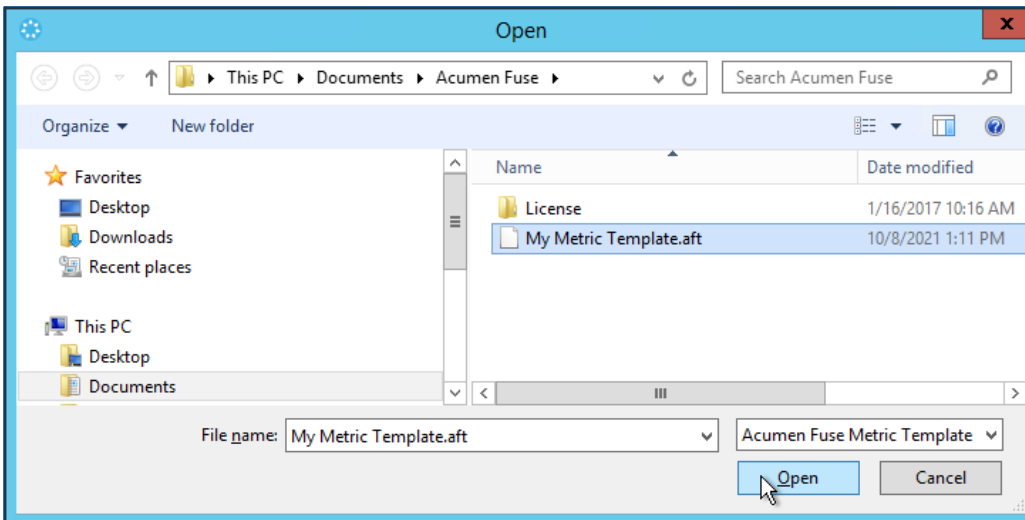 Open
x
This PC Documents Acumen Fuse Search Acumen Fuse
Organize New folder
Name Date modified
Favorites
Desktop
Downloads
Recent places
This PC
Desktop
Documents
License 1/16/2017 10:16 AM
My Metric Template.aft 10/8/2021 1:11 PM
File name: My Metric Template.aft Acumen Fuse Metric Template
Open Cancel